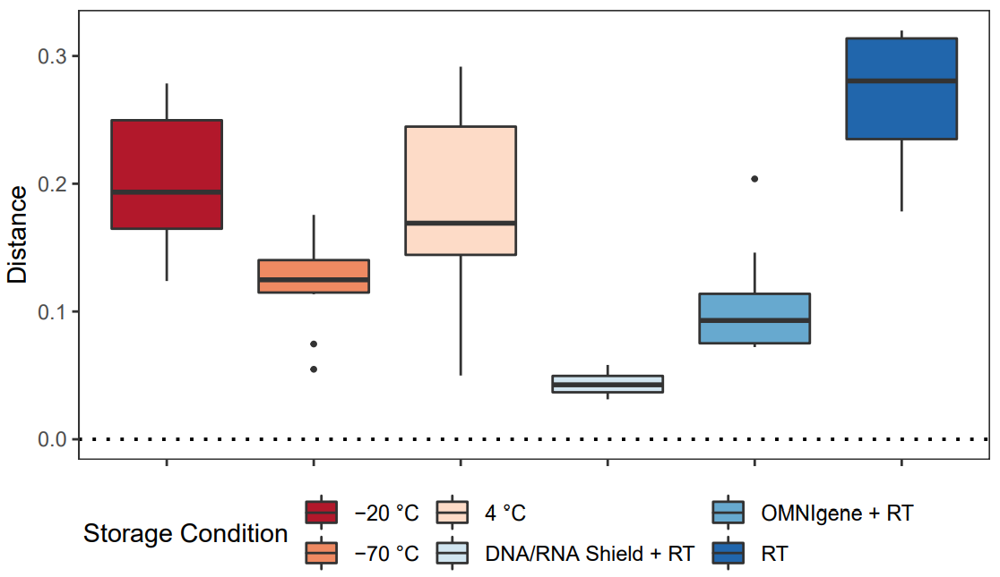 0.3
0.2
0.1
0.0
Distance
Storage Condition
−20 °C
4 °C
OMNIgene + RT
−70 °C
DNA/RNA Shield + RT
RT